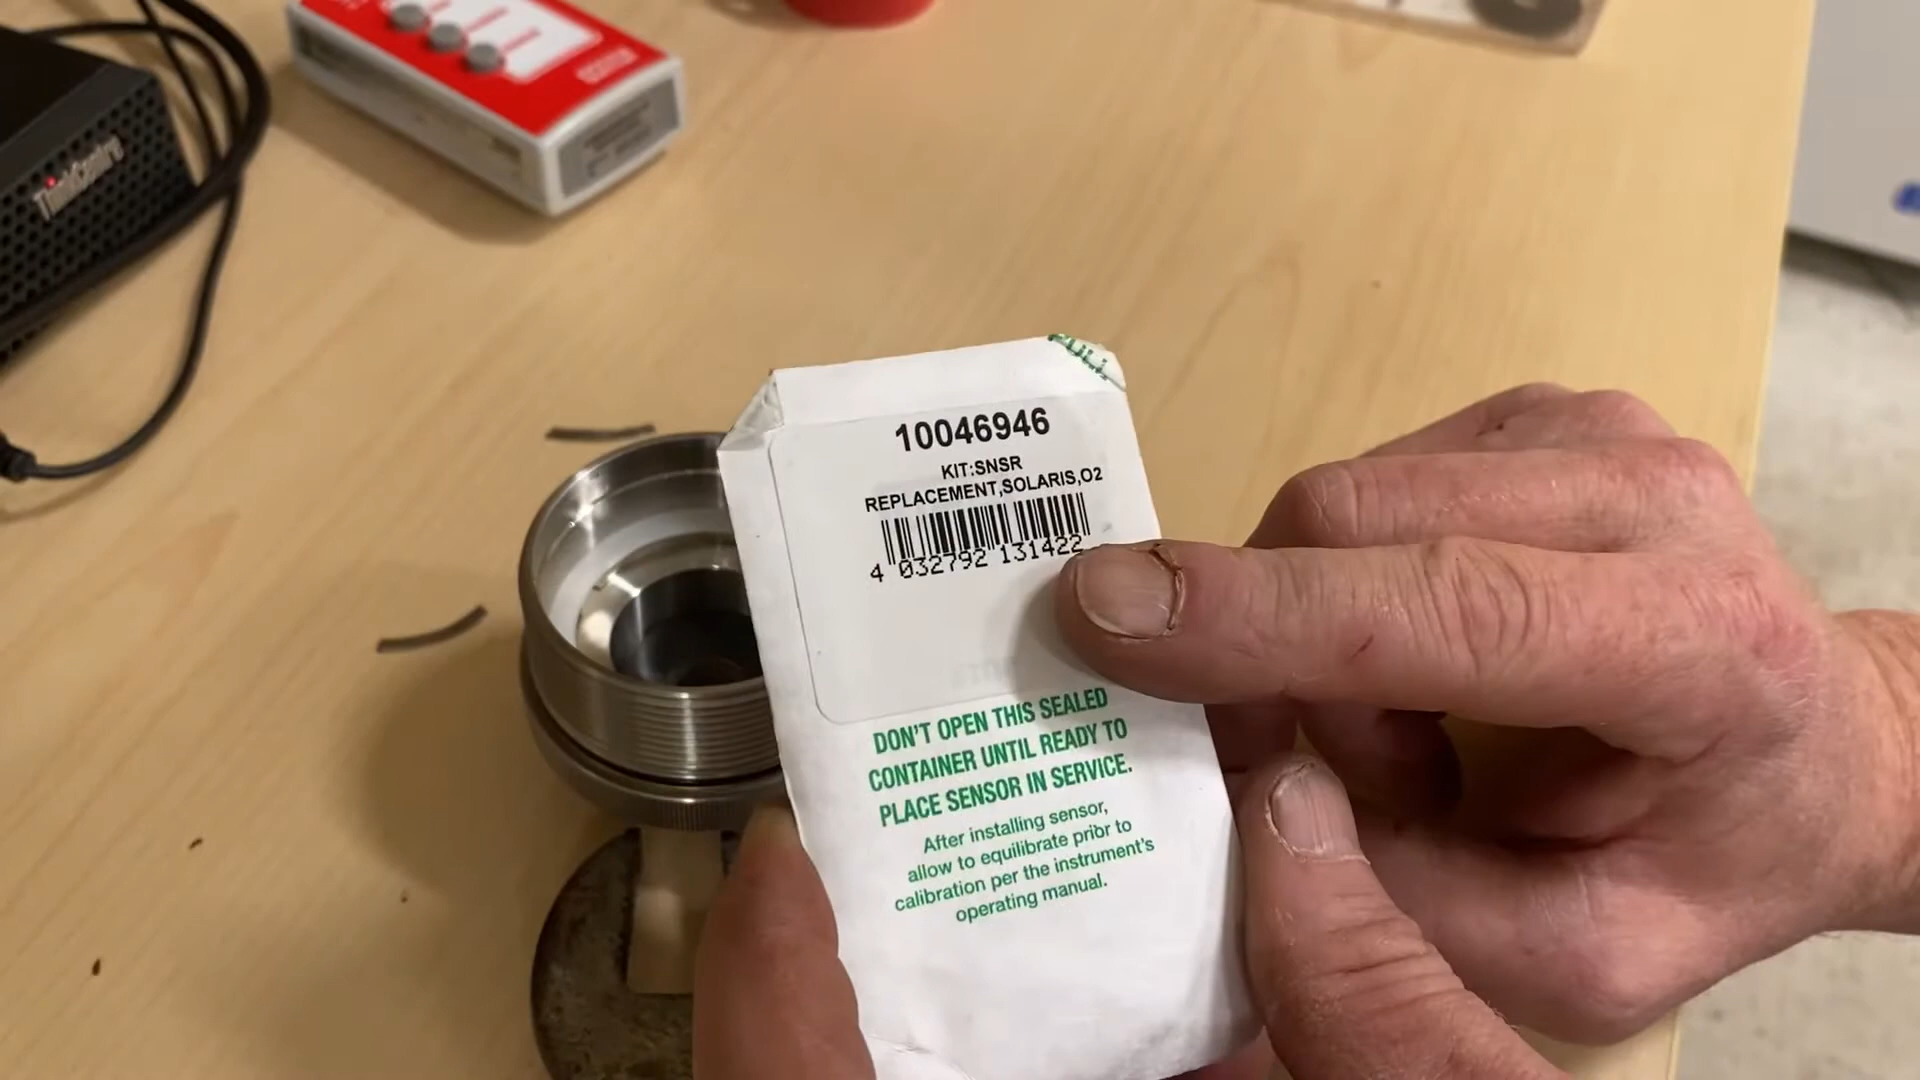 ThinkCentre
PULL
10046946
KIT:SNSR
REPLACEMENT,SOLARIS,O2
4 032792 131422
DON'T OPEN THIS SEALED
CONTAINER UNTIL READY TO
PLACE SENSOR IN SERVICE.
After installing sensor,
allow to equilibrate prior to
calibration per the instrument's
operating manual.